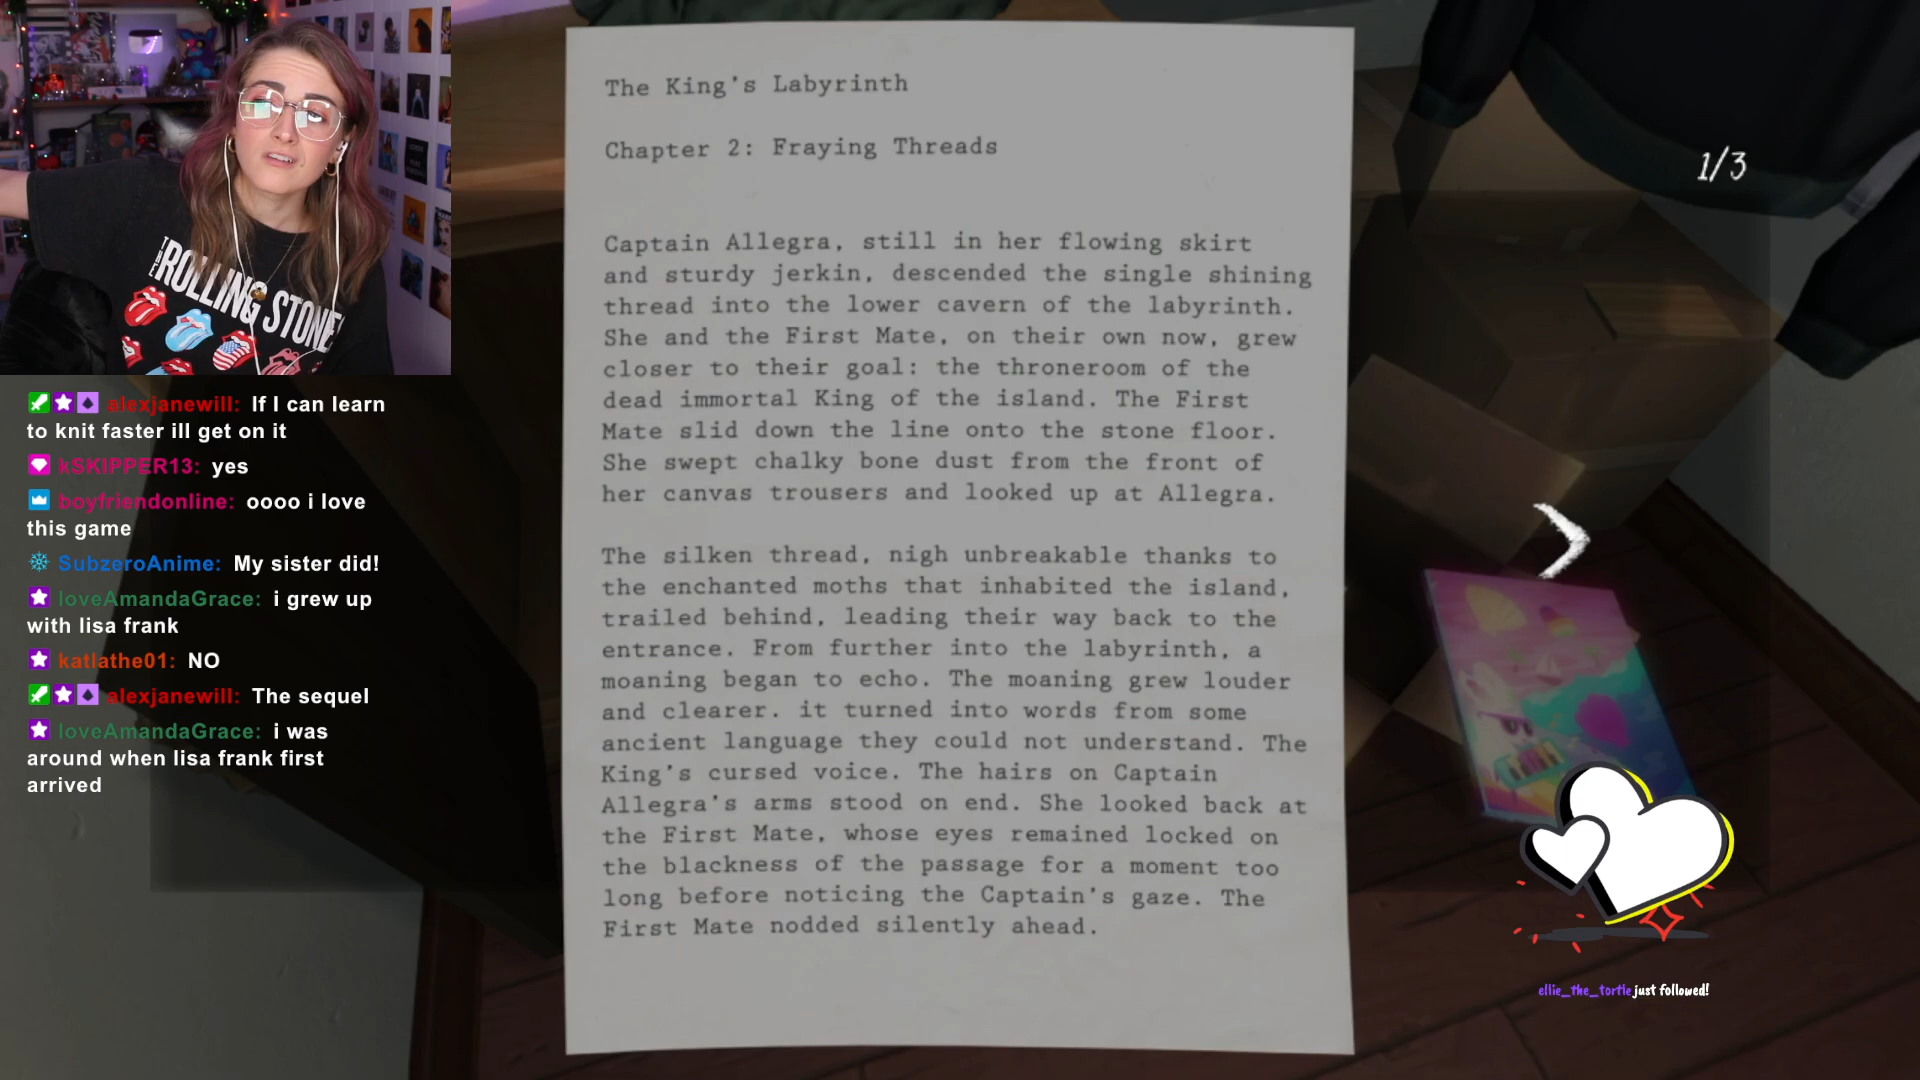 The King's Labyrinth
Chapter 2: Fraying Threads
Captain Allegra, still in her flowing skirt
and sturdy jerkin, descended the single shining
thread into the lower cavern of the labyrinth.
She and the First Mate, on their own now, grew
closer to their goal: the throneroom of the
dead immortal King of the island. The First
Mate slid down the line onto the stone floor.
She swept chalky bone dust from the front of
her canvas trousers and looked up at Allegra.
The silken thread, nigh unbreakable thanks to
the enchanted moths that inhabited the island,
trailed behind, leading their way back to the
entrance. From further into the labyrinth, a
moaning began to echo. The moaning grew louder
and clearer. it turned into words from some
ancient language they could not understand. The
King's cursed voice. The hairs on Captain
Allegra's arms stood on end. She looked back at
the First Mate, whose eyes remained locked on
the blackness of the passage for a moment too
long before noticing the Captain's gaze. The
First Mate nodded silently ahead.
1/3
THE
ROLLING STONE
alexjanewill: If I can learn
to knit faster ill get on it
kSKIPPER13: yes
boyfriendonline: oooo i love
this game
SubzeroAnime: My sister did!
loveAmandaGrace: i grew up
with lisa frank
katlathe01: NO
alexjanewill: The sequel
loveAmandaGrace: i was
around when lisa frank first
arrived
ellie_the_tortle just followed!